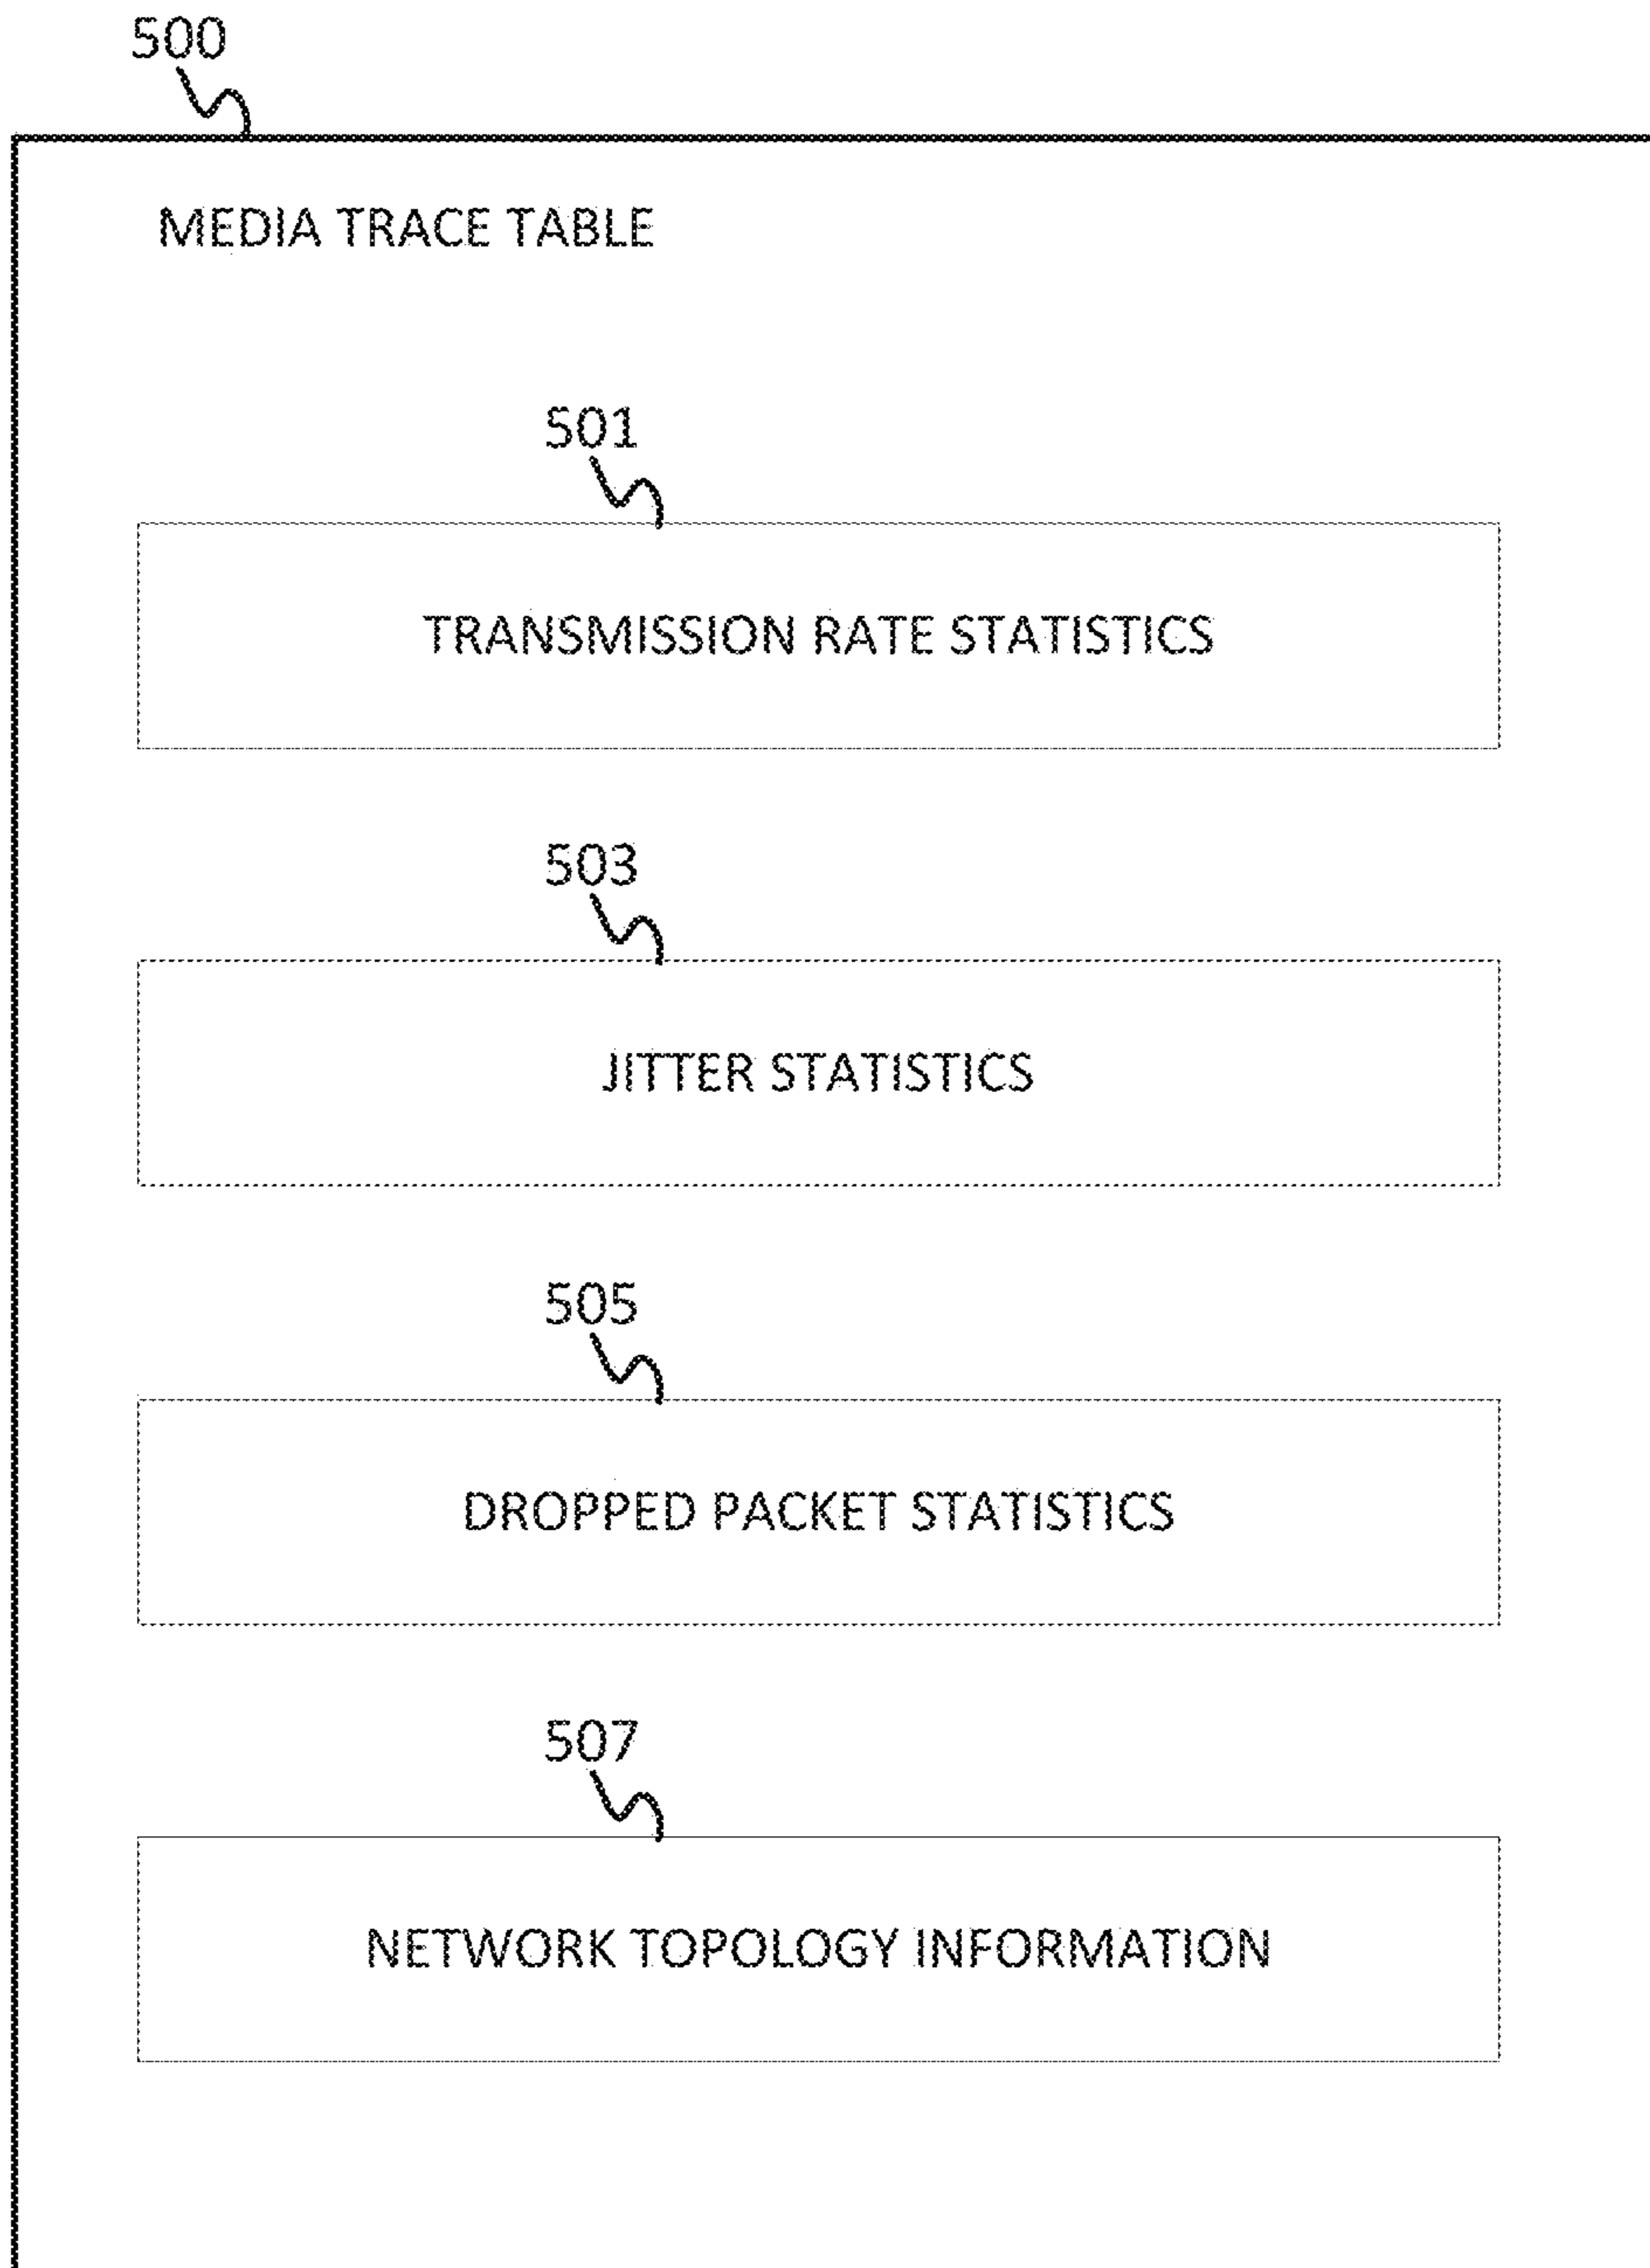 500
MEDIA TRACE TABLE
501
TRANSMISSION RATE STATISTICS
503
JITTER STATISTICS
505
DROPPED PACKET STATISTICS
507
NETWORK TOPOLOGY INFORMATION